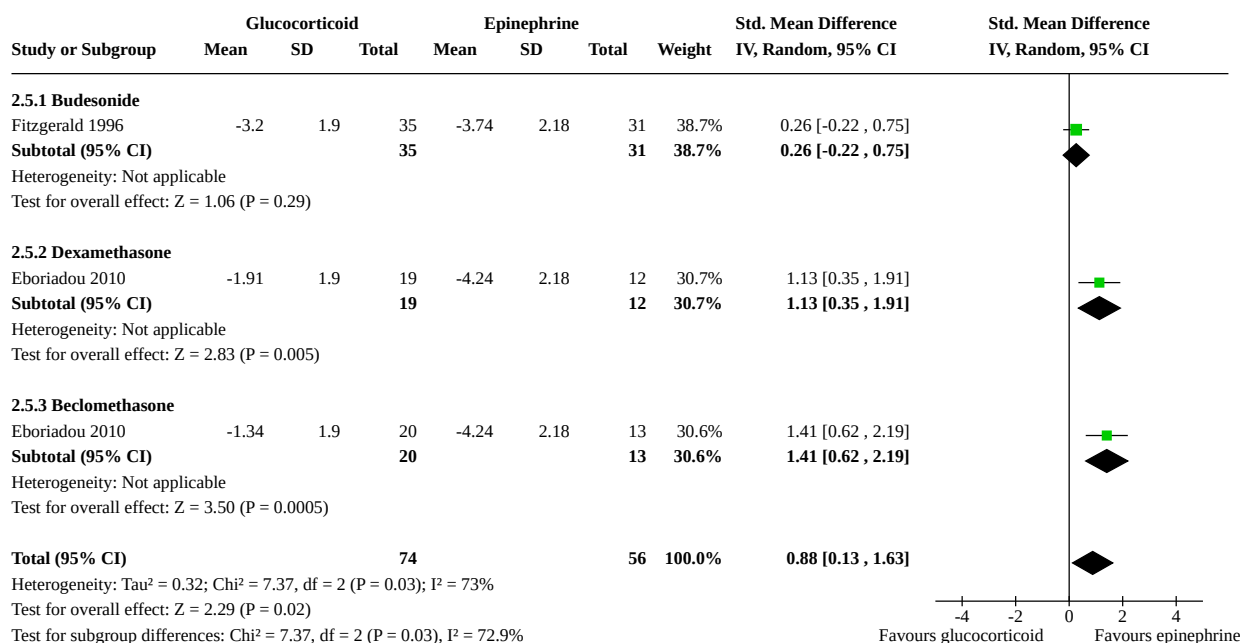 Glucocorticoid Epinephrine Std. Mean Difference Std. Mean Difference
Study or Subgroup Mean SD Total Mean SD Total Weight IV, Random, 95% CI IV, Random, 95% CI
2.5.1 Budesonide
Fitzgerald 1996 -3.2 1.9 35 -3.74 2.18 31 38.7% 0.26 [-0.22 , 0.75]
Subtotal (95% CI) 35 31 38.7% 0.26 [-0.22 , 0.75]
Heterogeneity: Not applicable
Test for overall effect: Z = 1.06 (P = 0.29)
2.5.2 Dexamethasone
Eboriadou 2010 -1.91 1.9 19 -4.24 2.18 12 30.7% 1.13 [0.35 , 1.91]
Subtotal (95% CI) 19 12 30.7% 1.13 [0.35 , 1.91]
Heterogeneity: Not applicable
Test for overall effect: Z = 2.83 (P = 0.005)
2.5.3 Beclomethasone
Eboriadou 2010 -1.34 1.9 20 -4.24 2.18 13 30.6% 1.41 [0.62 , 2.19]
Subtotal (95% CI) 20 13 30.6% 1.41 [0.62 , 2.19]
Heterogeneity: Not applicable
Test for overall effect: Z = 3.50 (P = 0.0005)
Total (95% CI) 74 56 100.0% 0.88 [0.13 , 1.63]
Heterogeneity: Tau² = 0.32; Chi² = 7.37, df = 2 (P = 0.03); I² = 73%
Test for overall effect: Z = 2.29 (P = 0.02)
-4 -2 0 2 4
Test for subgroup differences: Chi² = 7.37, df = 2 (P = 0.03), I² = 72.9%
Favours glucocorticoid Favours epinephrine